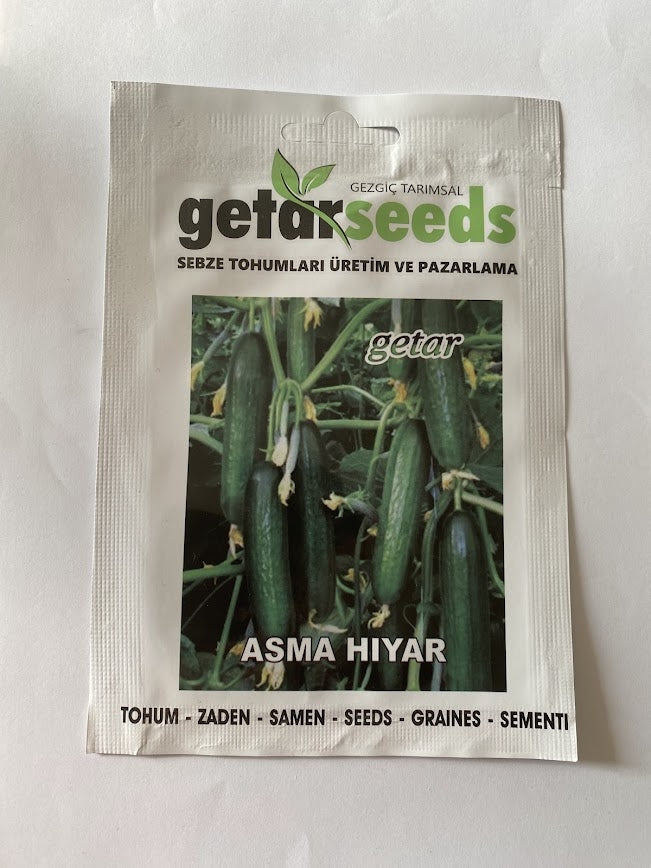 GEZGİÇ TARIMSAL
getarseeds
SEBZE TOHUMLARI ÜRETİM VE PAZARLAMA
getar
ASMA HIYAR
TOHUM - ZADEN - SAMEN - SEEDS - GRAINES - SEMENTI